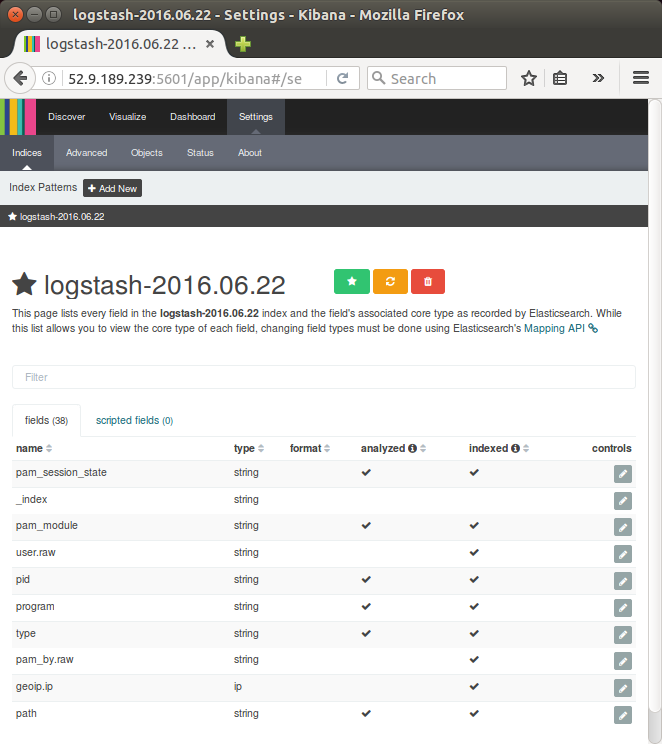 logstash-2016.06.22 - Settings - Kibana - Mozilla Firefox
logstash-2016.06.22 ...
52.9.189.239:5601/app/kibana#/se
Search
Discover Visualize Dashboard Settings
Indices Advanced Objects Status About
Index Patterns Add New
logstash-2016.06.22
logstash-2016.06.22
This page lists every field in the logstash-2016.06.22 index and the field's associated core type as recorded by Elasticsearch. While
this list allows you to view the core type of each field, changing field types must be done using Elasticsearch's Mapping API
Filter
fields (38) scripted fields (0)
name type format analyzed indexed controls
pam_session_state string
_index string
pam_module string
user.raw string
pid string
program string
type string
pam_by.raw string
geoip.ip ip
path string